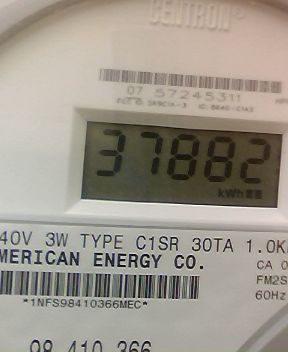 CENTRON®
07 57245311
37882
kWh
40V 3W TYPE C1SR 30TA 1.0K
MERICAN ENERGY CO.
CA 0
FM2S
60Hz
*1NFS98410366MEC*
98 410 366